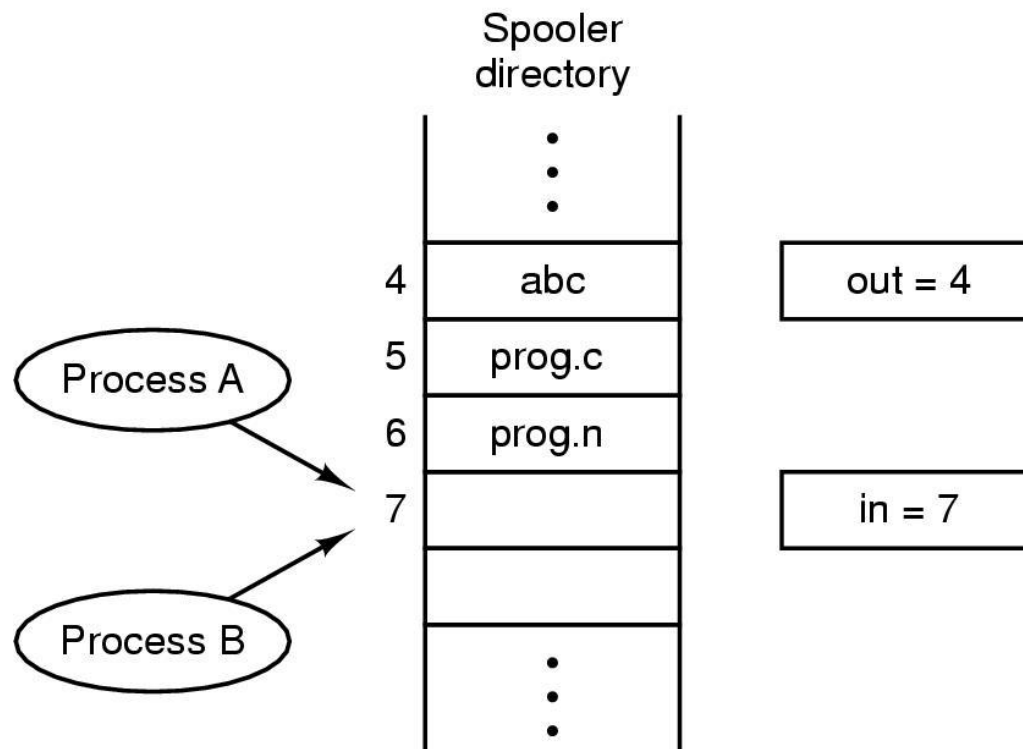 Spooler
directory
4
abc
out = 4
Process A
5
prog.c
6
prog.n
7
in = 7
Process B